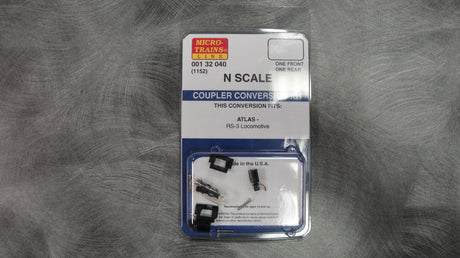 MICRO-
TRAINS®
LINE
001 32 040
(1152)
ONE FRONT
ONE REAR
N SCALE
COUPLER CONVERSION
THIS CONVERSION FITS:
ATLAS -
RS-3 Locomotive
in the U.S.A.